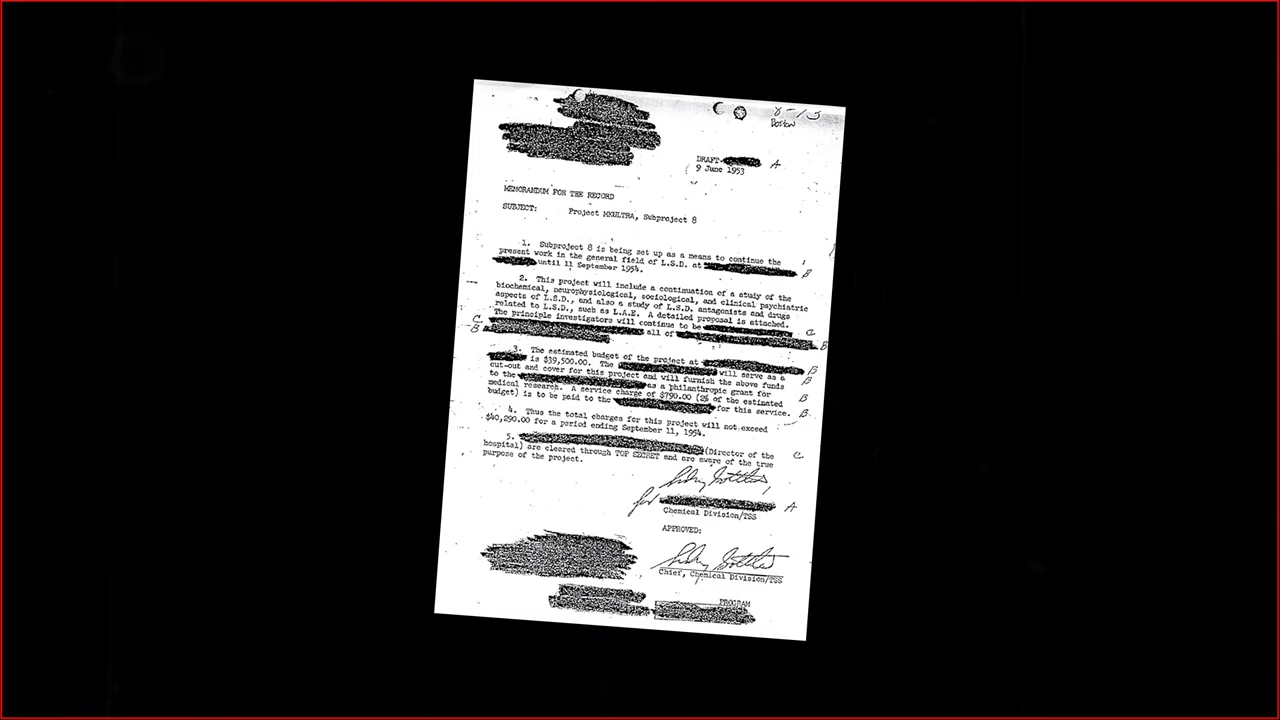 8-15
Boston
DRAFT- A
9 June 1953
MEMORANDUM FOR THE RECORD
SUBJECT: Project MKULTRA, Subproject 8
1. Subproject 8 is being set up as a means to continue the
present work in the general field of L.S.D. at
until 11 September 1954. B
2. This project will include a continuation of a study of the
biochemical, neurophysiological, sociological, and clinical psychiatric
aspects of L.S.D., and also a study of L.S.D. antagonists and drugs
related to L.S.D., such as L.A.E. A detailed proposal is attached.
C The principle investigators will continue to be C
B all of B
3. The estimated budget of the project at B
is $39,500.00. The will serve as a B
cut-out and cover for this project and will furnish the above funds
to the as a philanthropic grant for B
medical research. A service charge of $790.00 (2% of the estimated
budget) is to be paid to the for this service. B
4. Thus the total charges for this project will not exceed
$40,290.00 for a period ending September 11, 1954.
5. (Director of the C
hospital) are cleared through TOP SECRET and are aware of the true
purpose of the project.
Sidney Gottlieb
for A
Chemical Division/TSS
APPROVED:
Sidney Gottlieb
Chief, Chemical Division/TSS
PROGRAM